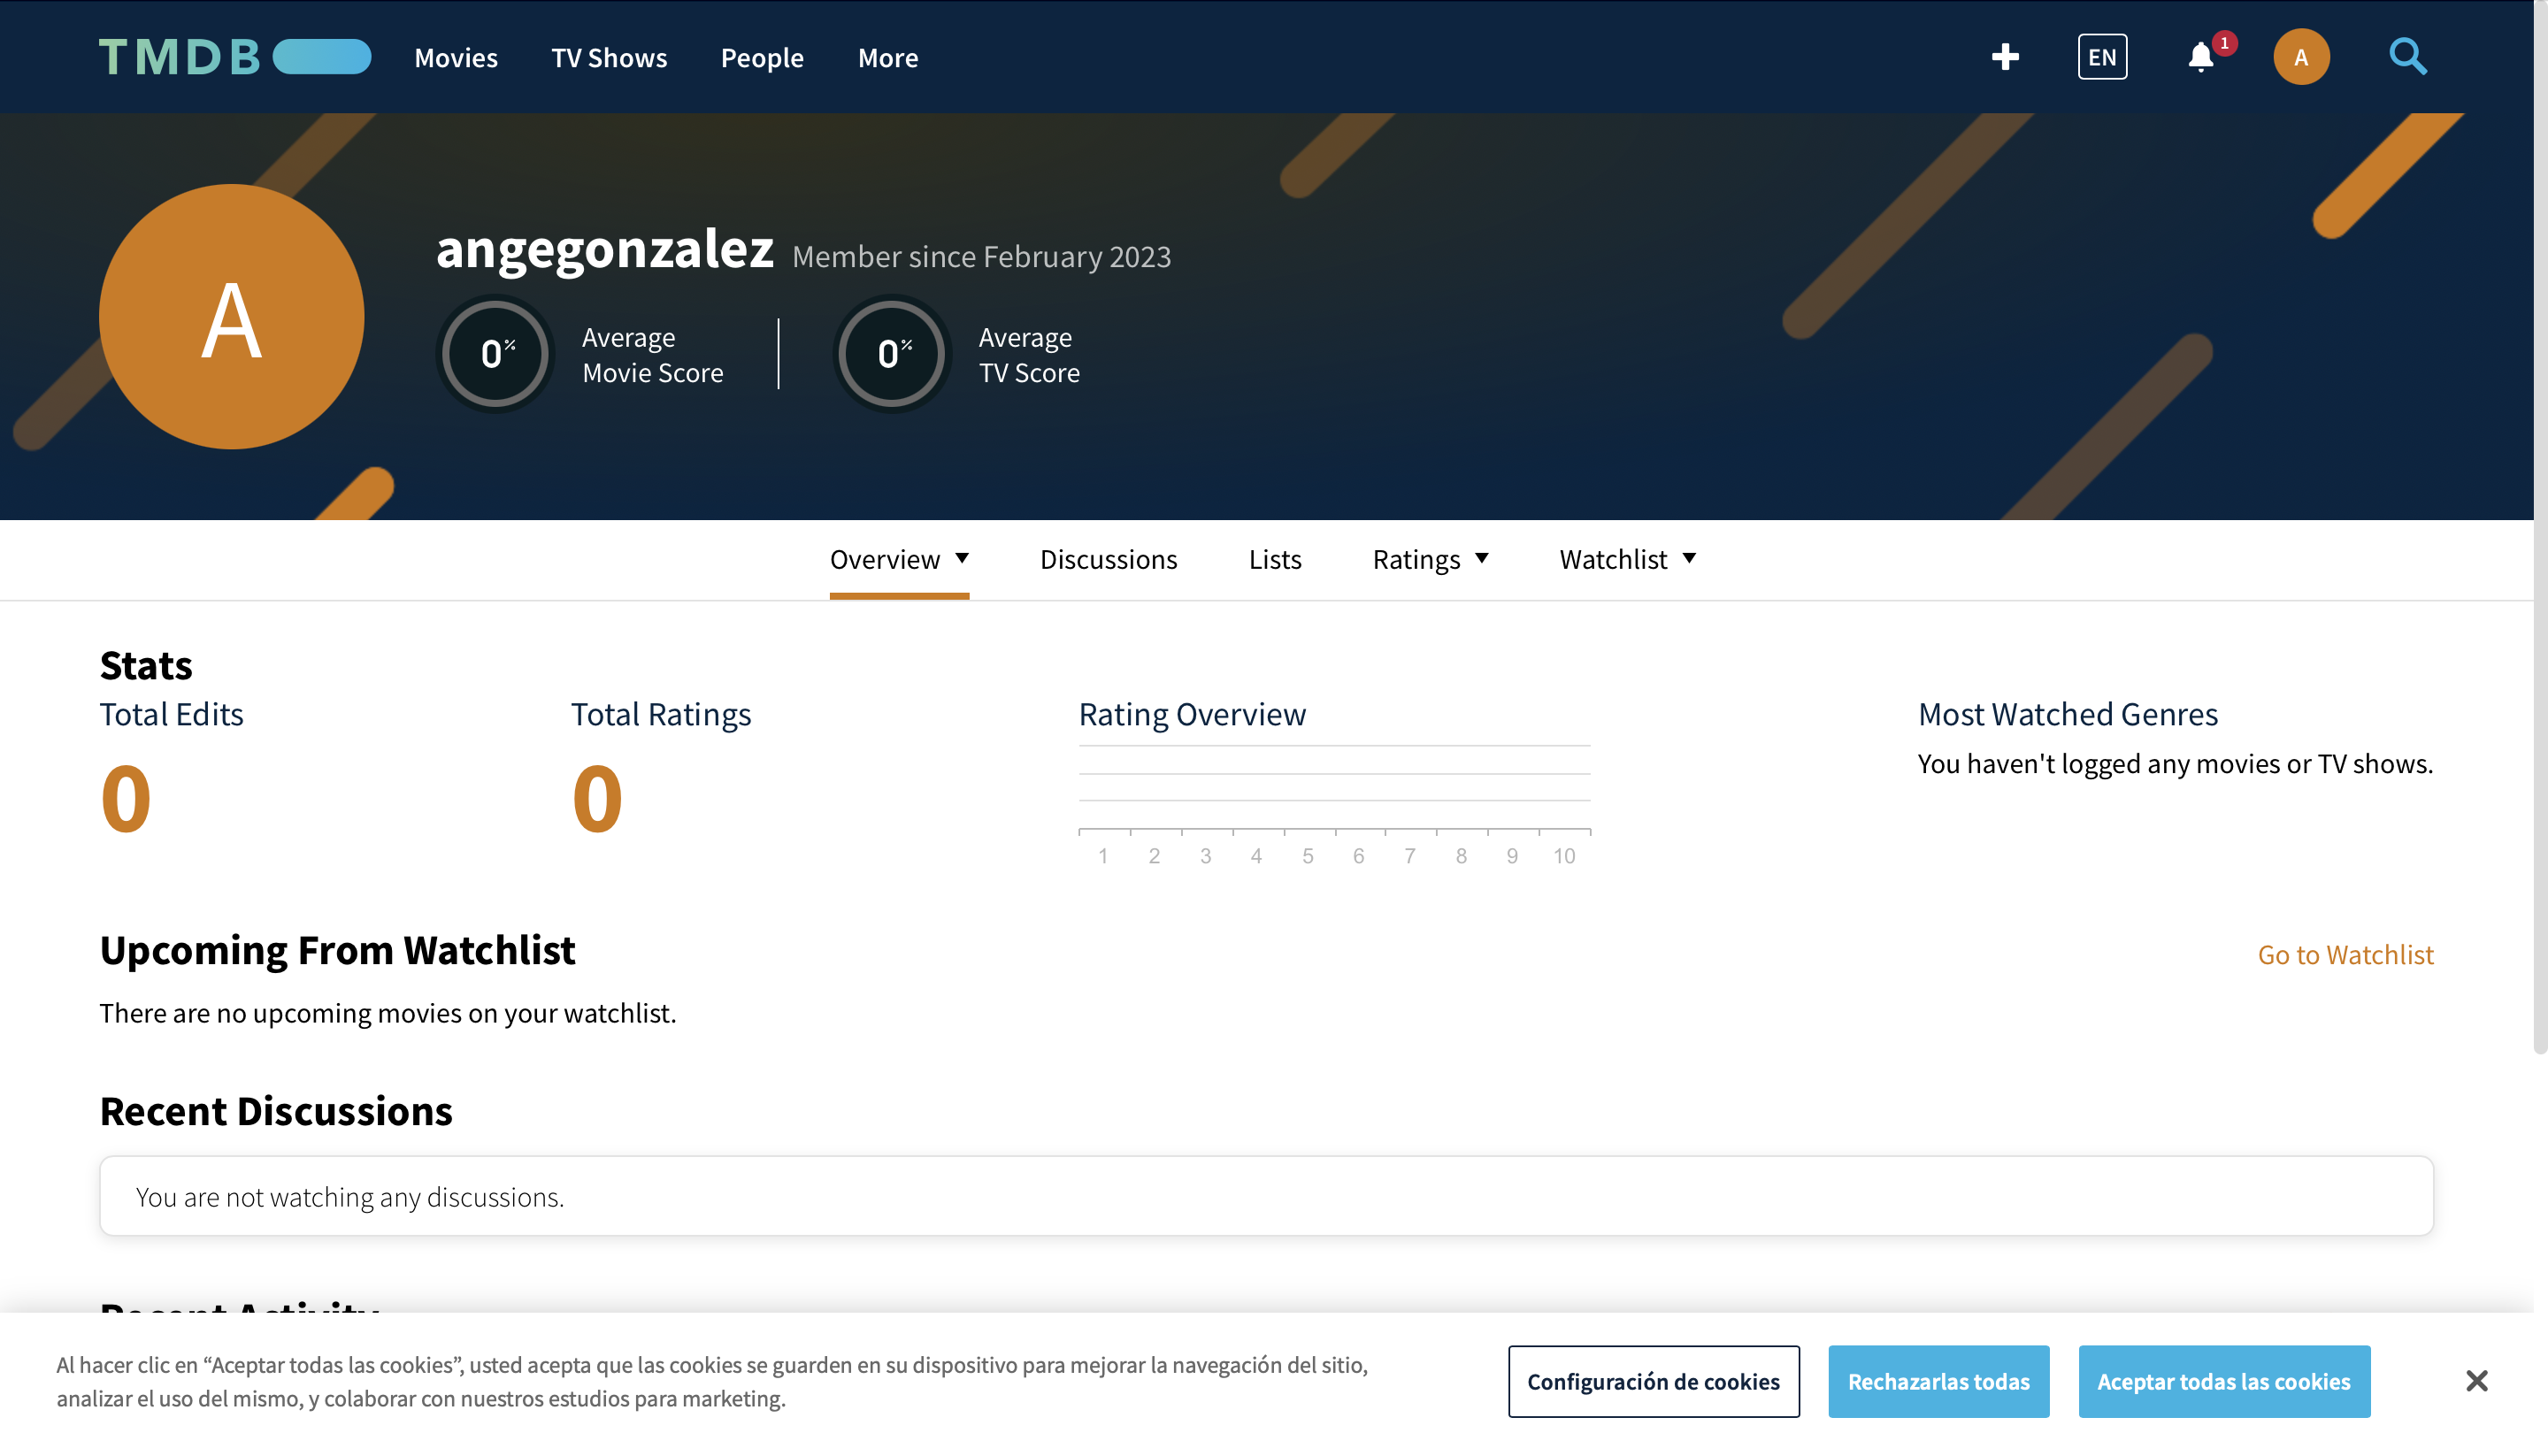 TMDB
Movies TV Shows People More
EN 1 A
A
angegonzalez Member since February 2023
0% Average Movie Score
0% Average TV Score
Overview Discussions Lists Ratings Watchlist
Stats
Total Edits
0
Total Ratings
0
Rating Overview
1 2 3 4 5 6 7 8 9 10
Most Watched Genres
You haven't logged any movies or TV shows.
Upcoming From Watchlist
Go to Watchlist
There are no upcoming movies on your watchlist.
Recent Discussions
You are not watching any discussions.
Recent Activity
Al hacer clic en “Aceptar todas las cookies”, usted acepta que las cookies se guarden en su dispositivo para mejorar la navegación del sitio,
analizar el uso del mismo, y colaborar con nuestros estudios para marketing.
Configuración de cookies
Rechazarlas todas
Aceptar todas las cookies